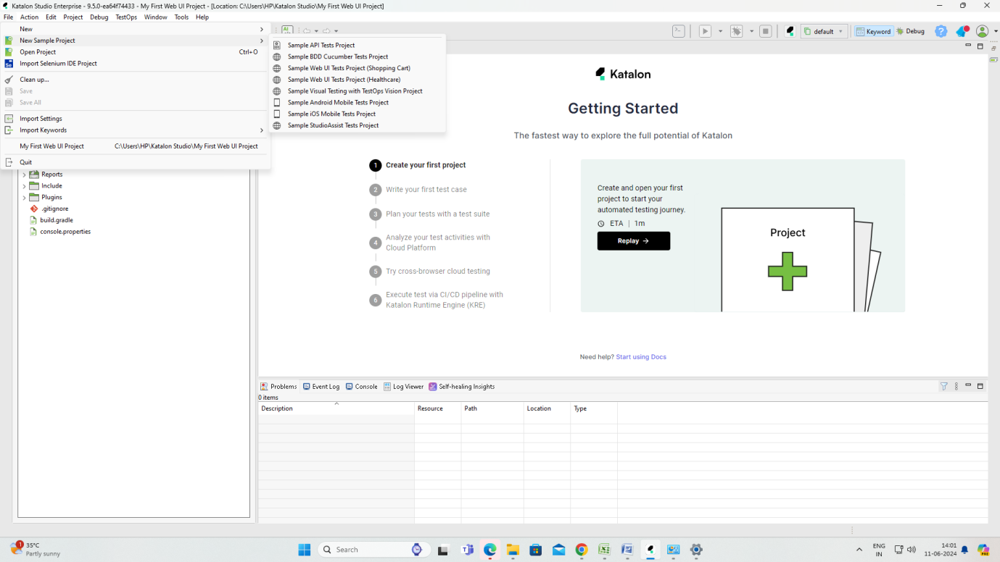 Katalon Studio Enterprise - 9.5.0-ea64f74433 - My First Web UI Project - [Location: C:\Users\HP\Katalon Studio\My First Web UI Project]
File Action Edit Project Debug TestOps Window Tools Help
New
New Sample Project
Open Project Ctrl+O
Import Selenium IDE Project
Clean up...
Save
Save All
Import Settings
Import Keywords
My First Web UI Project C:\Users\HP\Katalon Studio\My First Web UI Project
Quit
Sample API Tests Project
Sample BDD Cucumber Tests Project
Sample Web UI Tests Project (Shopping Cart)
Sample Web UI Tests Project (Healthcare)
Sample Visual Testing with TestOps Vision Project
Sample Android Mobile Tests Project
Sample iOS Mobile Tests Project
Sample StudioAssist Tests Project
AI
default Keyword Debug
Reports
Include
Plugins
.gitignore
build.gradle
console.properties
Katalon
Getting Started
The fastest way to explore the full potential of Katalon
1 Create your first project
2 Write your first test case
3 Plan your tests with a test suite
4 Analyze your test activities with
Cloud Platform
5 Try cross-browser cloud testing
6 Execute test via CI/CD pipeline with
Katalon Runtime Engine (KRE)
Create and open your first
project to start your
automated testing journey.
ETA | 1m
Replay →
Project
Need help? Start using Docs
Problems Event Log Console Log Viewer Self-healing Insights
0 items
Description Resource Path Location Type
1
35°C
Partly sunny
Search
ENG
IN
14:01
11-06-2024
PRE